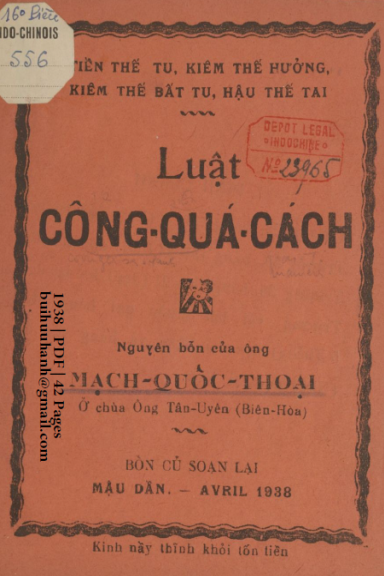 16° Pièce
INDO-CHINOIS
556
TIỀN THẾ TU, KIÊM THẾ HƯỞNG,
KIÊM THẾ BẤT TU, HẬU THẾ TAI
DEPOT LEGAL
INDOCHINE
No 23965
Luật
CÔNG-QUÁ-CÁCH
Nguyên bổn của ông
MẠCH-QUỐC-THOẠI
Ở chùa Ông Tân-Uyên (Biên-Hòa)
BỔN CỦ SOẠN LẠI
MẬU DẦN. — AVRIL 1938
Kinh nầy thỉnh khỏi tốn tiền
1938 | PDF | 42 Pages
buihuuhanh@gmail.com